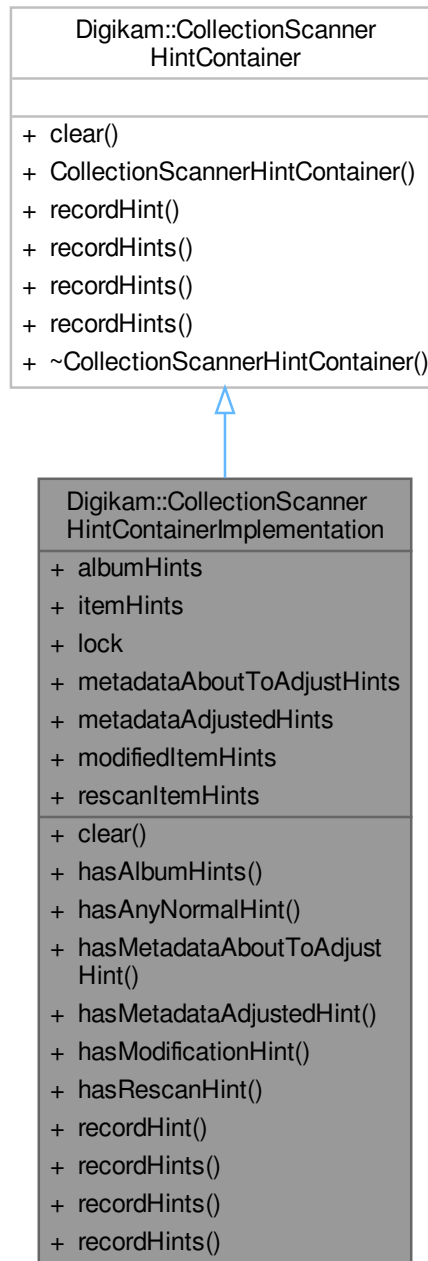 Digikam::CollectionScanner
HintContainer
+ clear()
+ CollectionScannerHintContainer()
+ recordHint()
+ recordHints()
+ recordHints()
+ recordHints()
+ ~CollectionScannerHintContainer()
Digikam::CollectionScanner
HintContainerImplementation
+ albumHints
+ itemHints
+ lock
+ metadataAboutToAdjustHints
+ metadataAdjustedHints
+ modifiedItemHints
+ rescanItemHints
+ clear()
+ hasAlbumHints()
+ hasAnyNormalHint()
+ hasMetadataAboutToAdjust
Hint()
+ hasMetadataAdjustedHint()
+ hasModificationHint()
+ hasRescanHint()
+ recordHint()
+ recordHints()
+ recordHints()
+ recordHints()